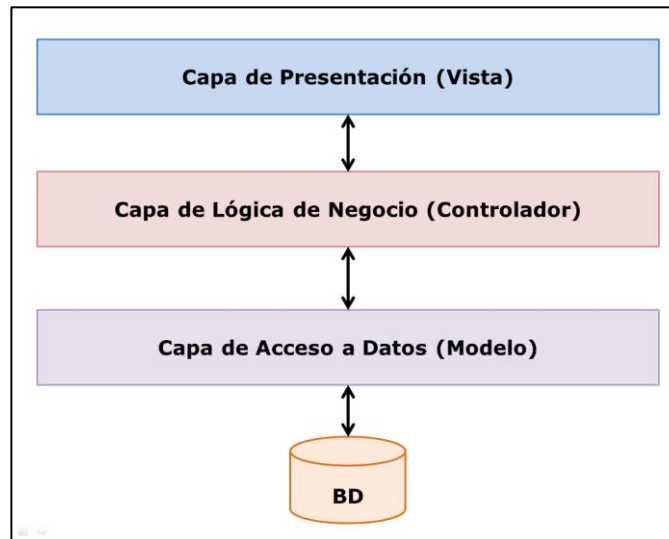 Capa de Presentación (Vista)
Capa de Lógica de Negocio (Controlador)
Capa de Acceso a Datos (Modelo)
BD